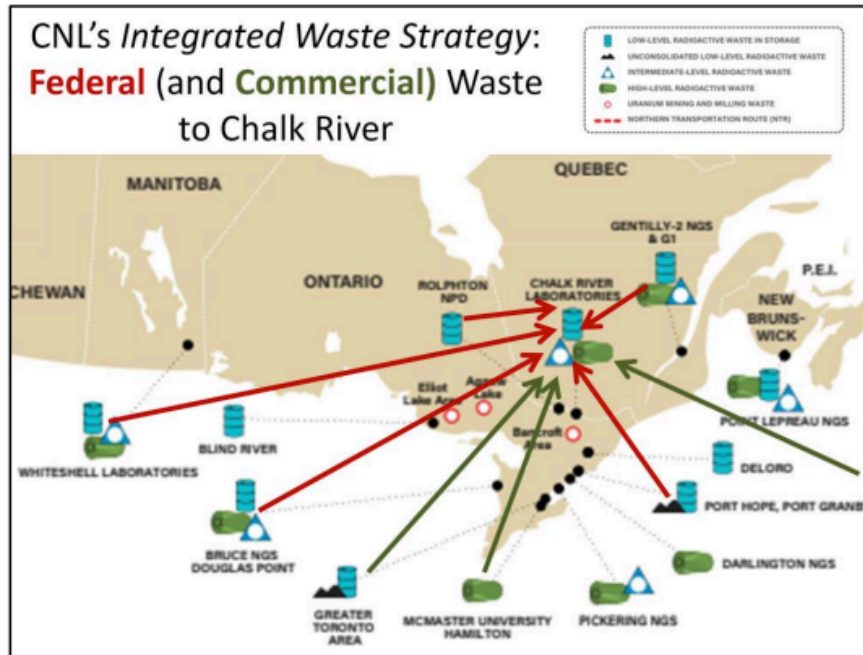 CNL's Integrated Waste Strategy:
Federal (and Commercial) Waste
to Chalk River
LOW-LEVEL RADIOACTIVE WASTE IN STORAGE
UNCONSOLIDATED LOW-LEVEL RADIOACTIVE WASTE
INTERMEDIATE-LEVEL RADIOACTIVE WASTE
HIGH-LEVEL RADIOACTIVE WASTE
URANIUM MINING AND MILLING WASTE
NORTHERN TRANSPORTATION ROUTE (NTR)
MANITOBA
QUEBEC
GENTILLY-2 NGS
& G1
CHEWAN
ONTARIO
ROLPHTON
NPD
CHALK RIVER
LABORATORIES
P.E.I.
NEW
BRUNS-
WICK
Elliot
Lake Area
Agnew
Lake
Bancroft
Area
POINT LEPREAU NGS
WHITESHELL LABORATORIES
BLIND RIVER
DELORO
BRUCE NGS
DOUGLAS POINT
PORT HOPE, PORT GRANB
GREATER
TORONTO
AREA
MCMASTER UNIVERSITY
HAMILTON
PICKERING NGS
DARLINGTON NGS